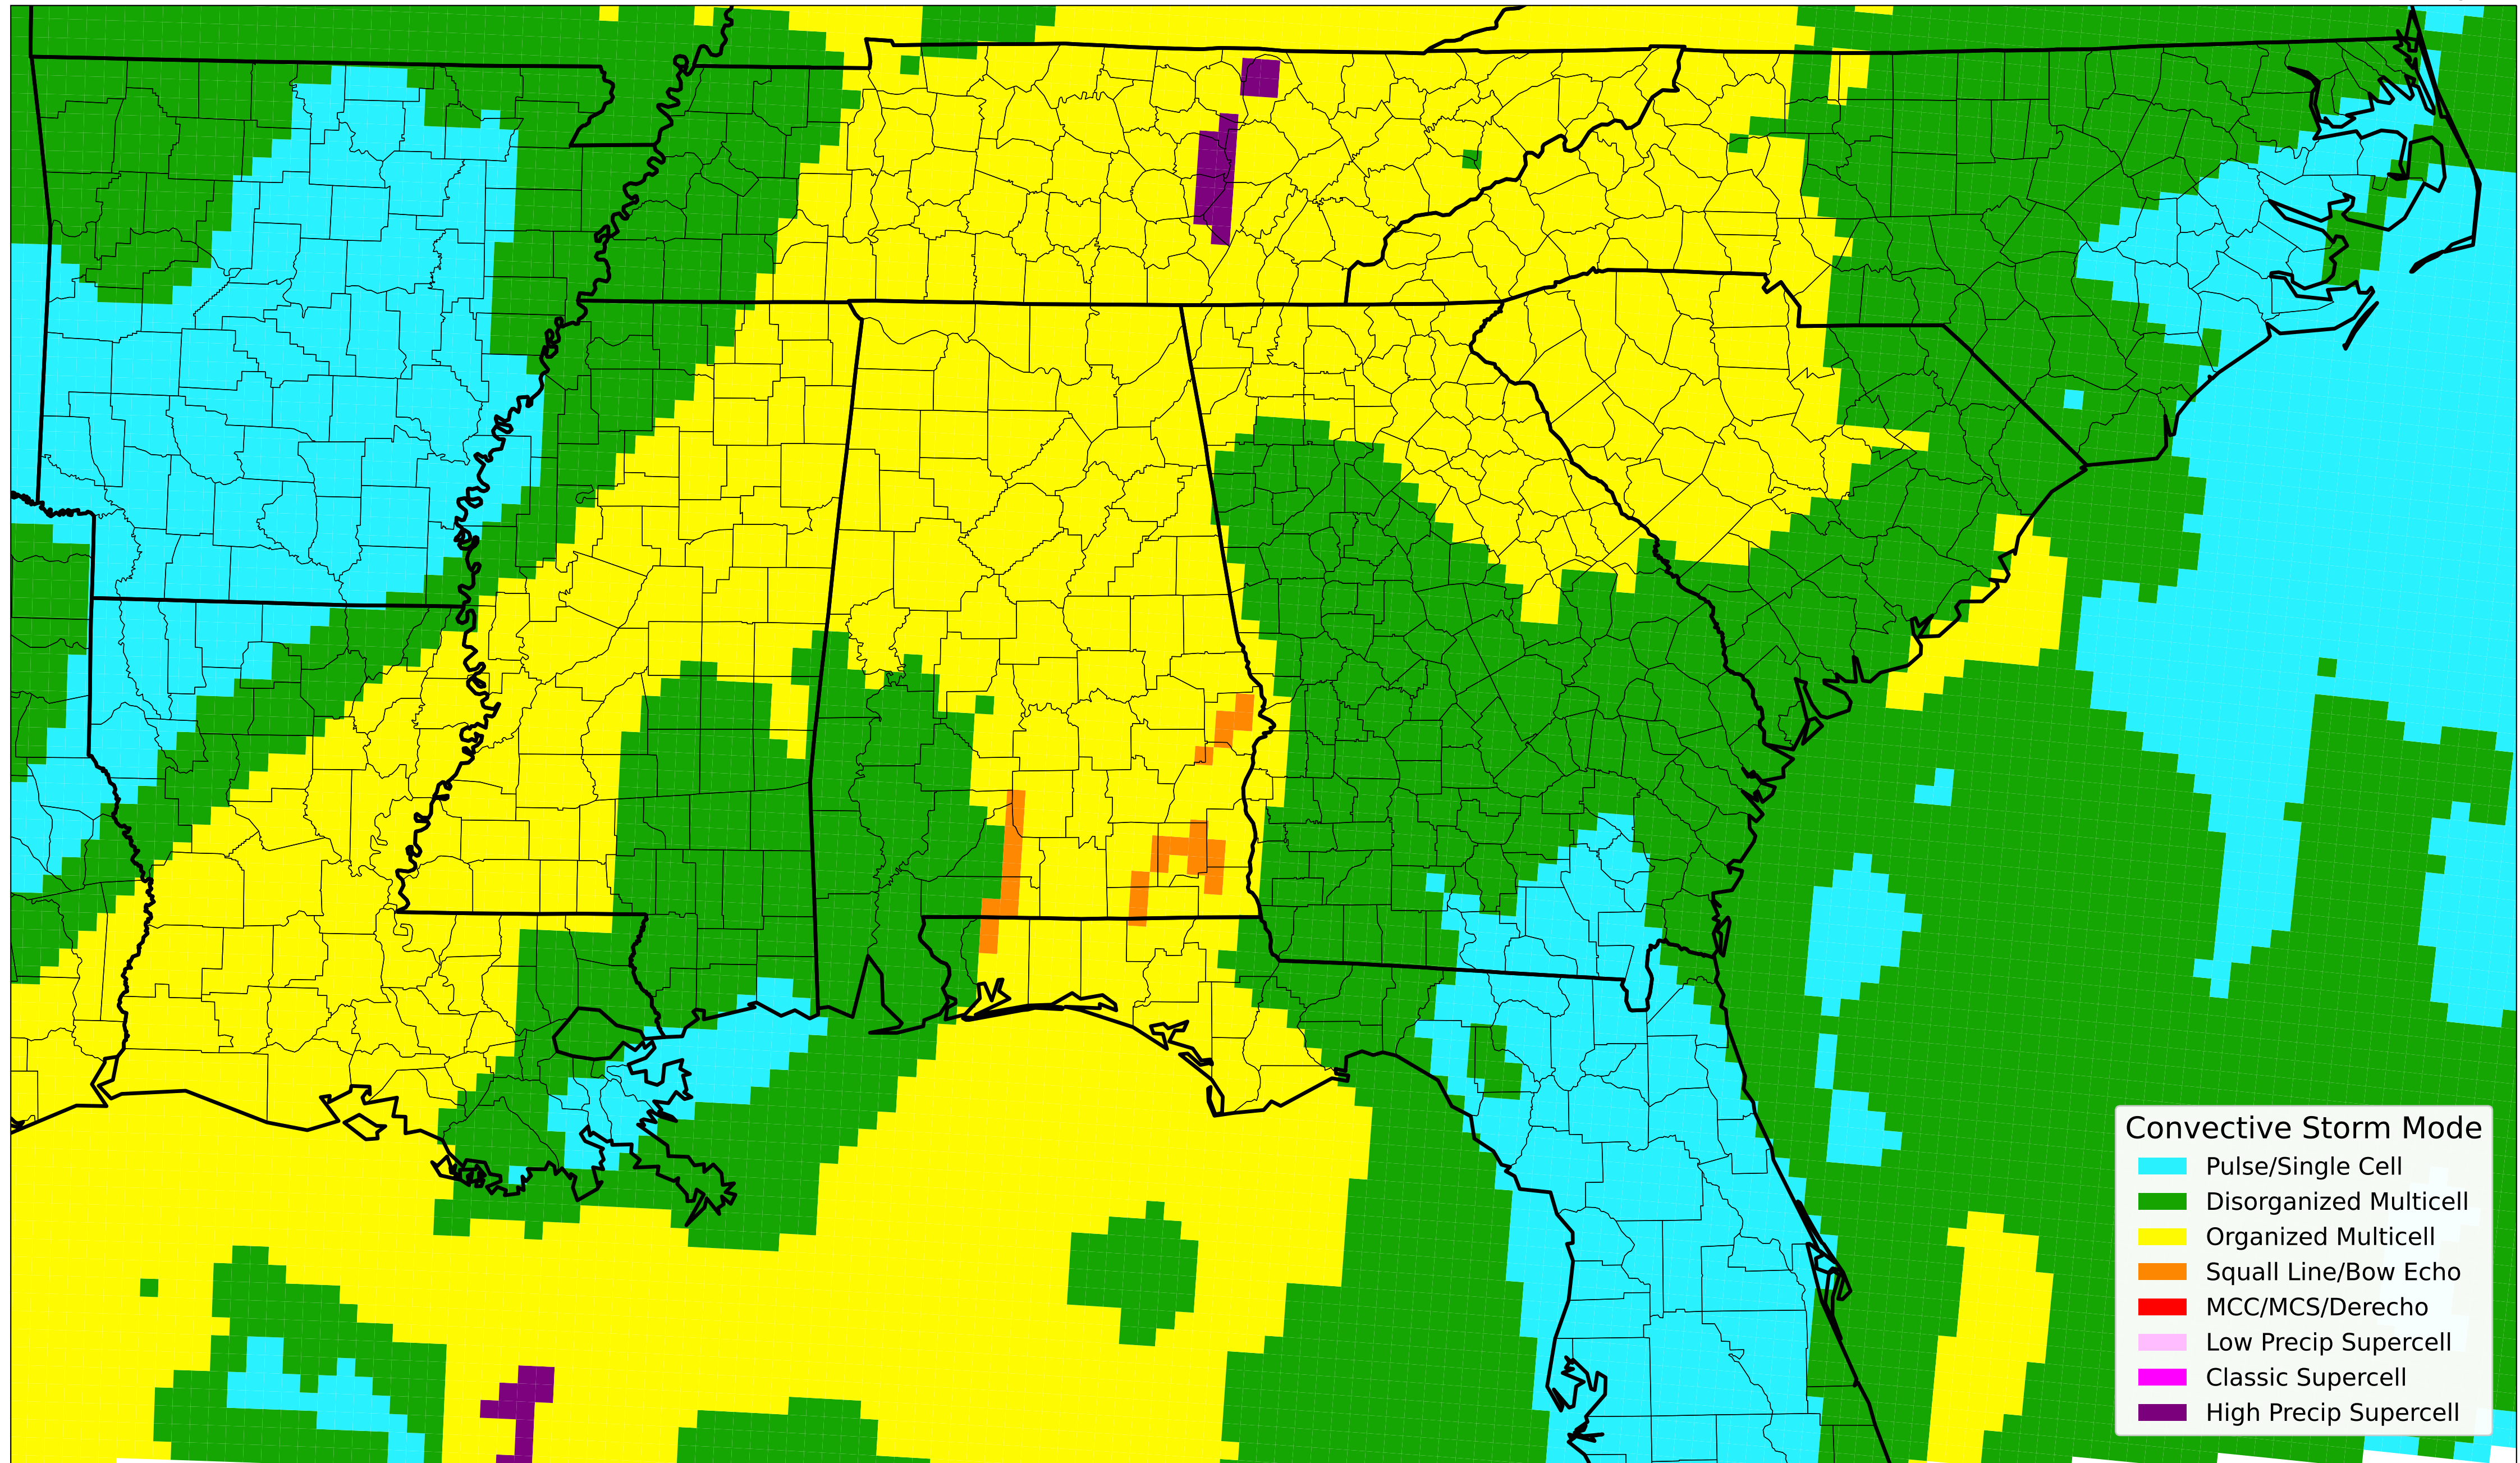 Convective Storm Mode
Pulse/Single Cell
Disorganized Multicell
Organized Multicell
Squall Line/Bow Echo
MCC/MCS/Derecho
Low Precip Supercell
Classic Supercell
High Precip Supercell